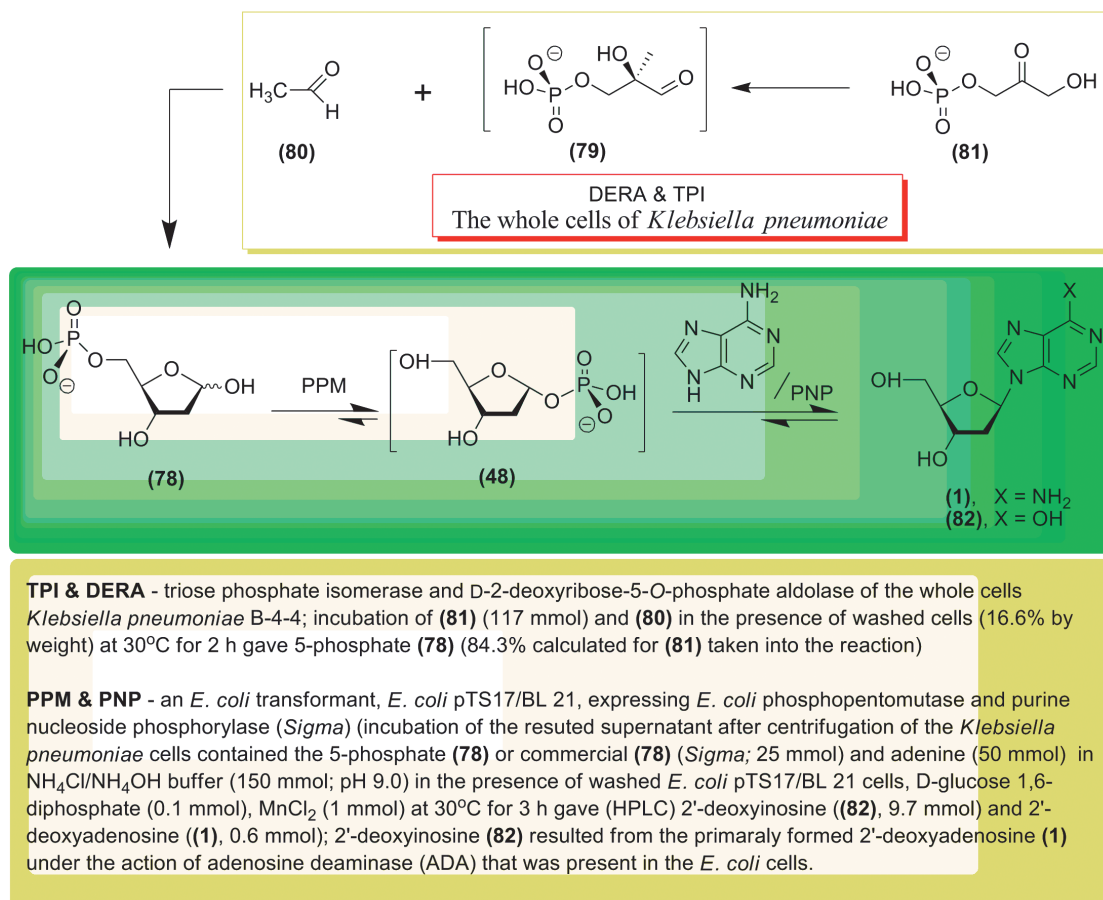 H3C
O
H
(80)
+
O⊖
HO P O
O
HO
O
(79)
O⊖
HO P O
O
O
OH
(81)
DERA & TPI
The whole cells of Klebsiella pneumoniae
O
HO P
O⊖
O
O
OH
HO
(78)
PPM
OH
O
O
O
P OH
O⊖
HO
(48)
NH2
N
N
N
H
N
/PNP
X
N
N
N
N
OH
O
HO
(1), X = NH2
(82), X = OH
TPI & DERA - triose phosphate isomerase and D-2-deoxyribose-5-O-phosphate aldolase of the whole cells
Klebsiella pneumoniae B-4-4; incubation of (81) (117 mmol) and (80) in the presence of washed cells (16.6% by
weight) at 30oC for 2 h gave 5-phosphate (78) (84.3% calculated for (81) taken into the reaction)
PPM & PNP - an E. coli transformant, E. coli pTS17/BL 21, expressing E. coli phosphopentomutase and purine
nucleoside phosphorylase (Sigma) (incubation of the resuted supernatant after centrifugation of the Klebsiella
pneumoniae cells contained the 5-phosphate (78) or commercial (78) (Sigma; 25 mmol) and adenine (50 mmol) in
NH4Cl/NH4OH buffer (150 mmol; pH 9.0) in the presence of washed E. coli pTS17/BL 21 cells, D-glucose 1,6-
diphosphate (0.1 mmol), MnCl2 (1 mmol) at 30oC for 3 h gave (HPLC) 2'-deoxyinosine ((82), 9.7 mmol) and 2'-
deoxyadenosine ((1), 0.6 mmol); 2'-deoxyinosine (82) resulted from the primaraly formed 2'-deoxyadenosine (1)
under the action of adenosine deaminase (ADA) that was present in the E. coli cells.